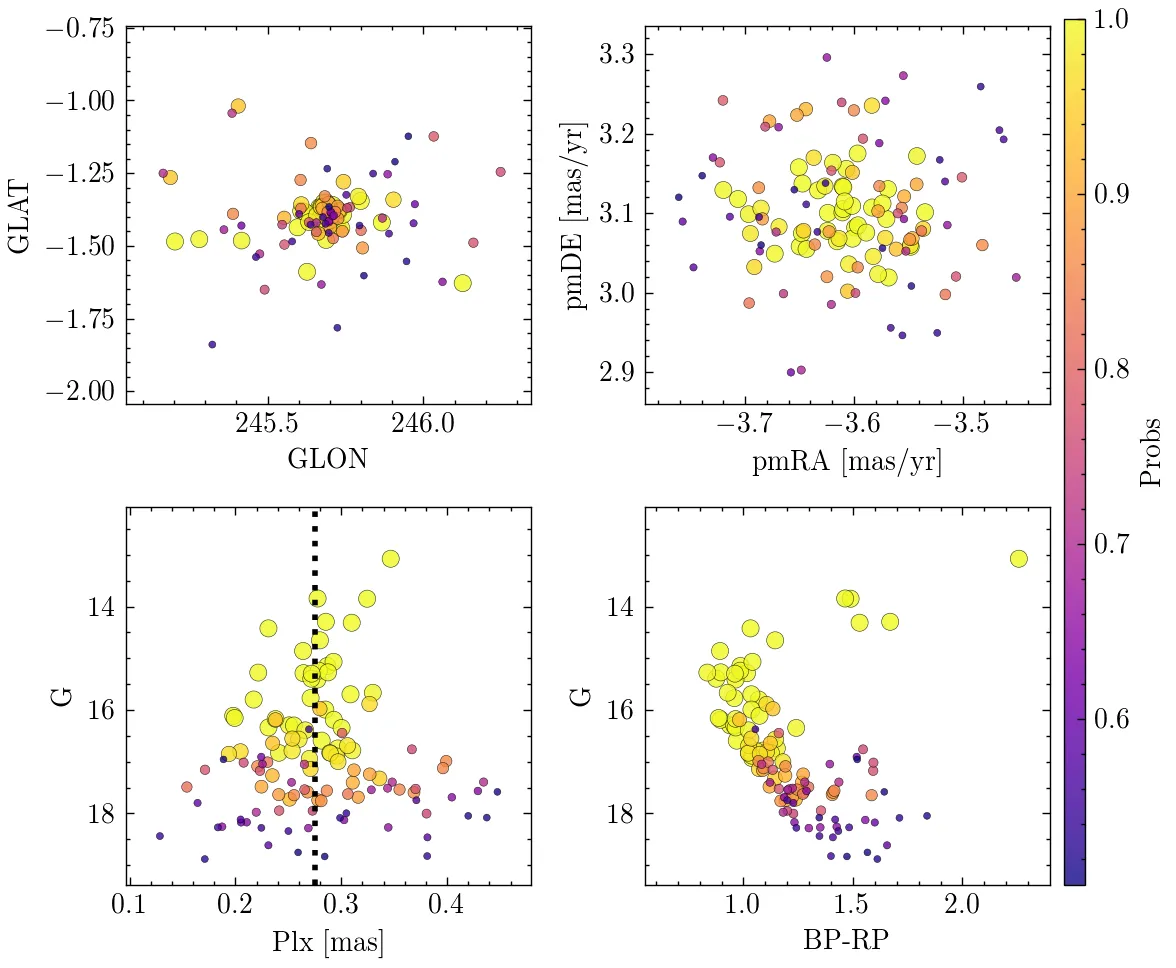 −0.75
−1.00
−1.25
−1.50
−1.75
−2.00
GLAT
245.5 246.0
GLON
3.3
3.2
3.1
3.0
2.9
pmDE [mas/yr]
−3.7 −3.6 −3.5
pmRA [mas/yr]
14
16
18
G
0.1 0.2 0.3 0.4
Plx [mas]
14
16
18
G
1.0 1.5 2.0
BP-RP
1.0
0.9
0.8
0.7
0.6
Probs